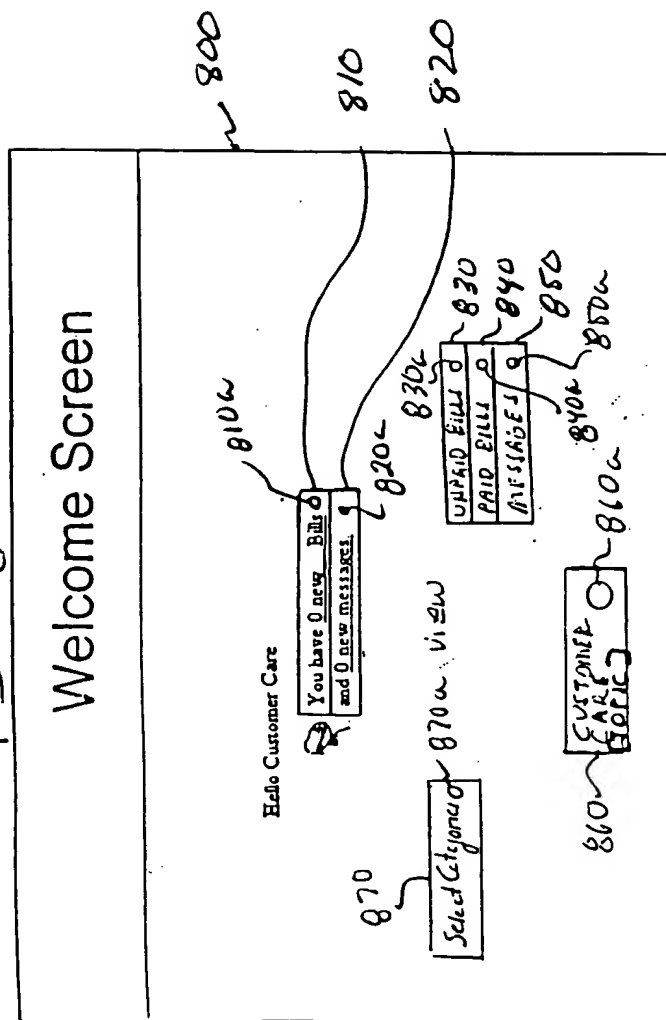 Welcome Screen
800
810
820
Hello Customer Care
810a
You have 0 new Bills
and 0 new messages.
820a
830a
830
UNPAID BILLS
840
PAID BILLS
850
MESSAGES
840a
850a
870
870a view
Select Categories
860
CUSTOMER
CARE
TOPIC
860a